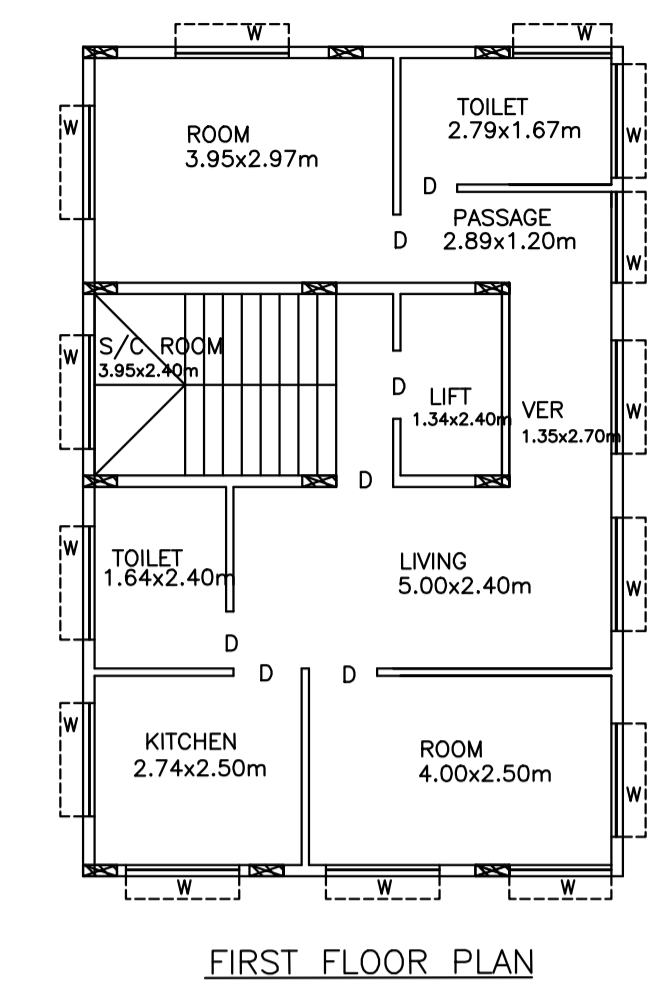 W
W
W
TOILET
2.79x1.67m
W
ROOM
3.95x2.97m
D
PASSAGE
2.89x1.20m
D
W
S/C ROOM
3.95x2.40m
W
D
LIFT
1.34x2.40m
VER
1.35x2.70m
W
D
W
TOILET
1.64x2.40m
LIVING
5.00x2.40m
W
D
D
D
W
KITCHEN
2.74x2.50m
ROOM
4.00x2.50m
W
W
W
W
FIRST FLOOR PLAN